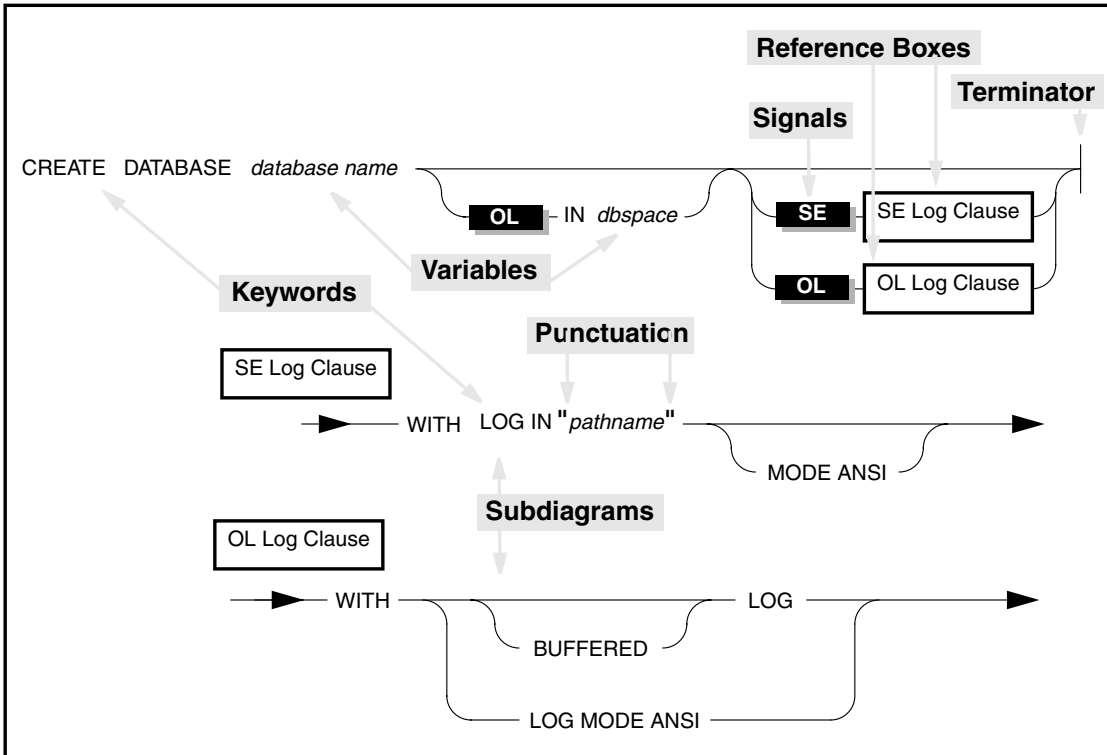 Reference Boxes
Terminator
Signals
CREATE DATABASE database name
OL IN dbspace
SE SE Log Clause
OL OL Log Clause
Variables
Keywords
Punctuation
SE Log Clause
WITH LOG IN "pathname"
MODE ANSI
Subdiagrams
OL Log Clause
WITH LOG
BUFFERED
LOG MODE ANSI